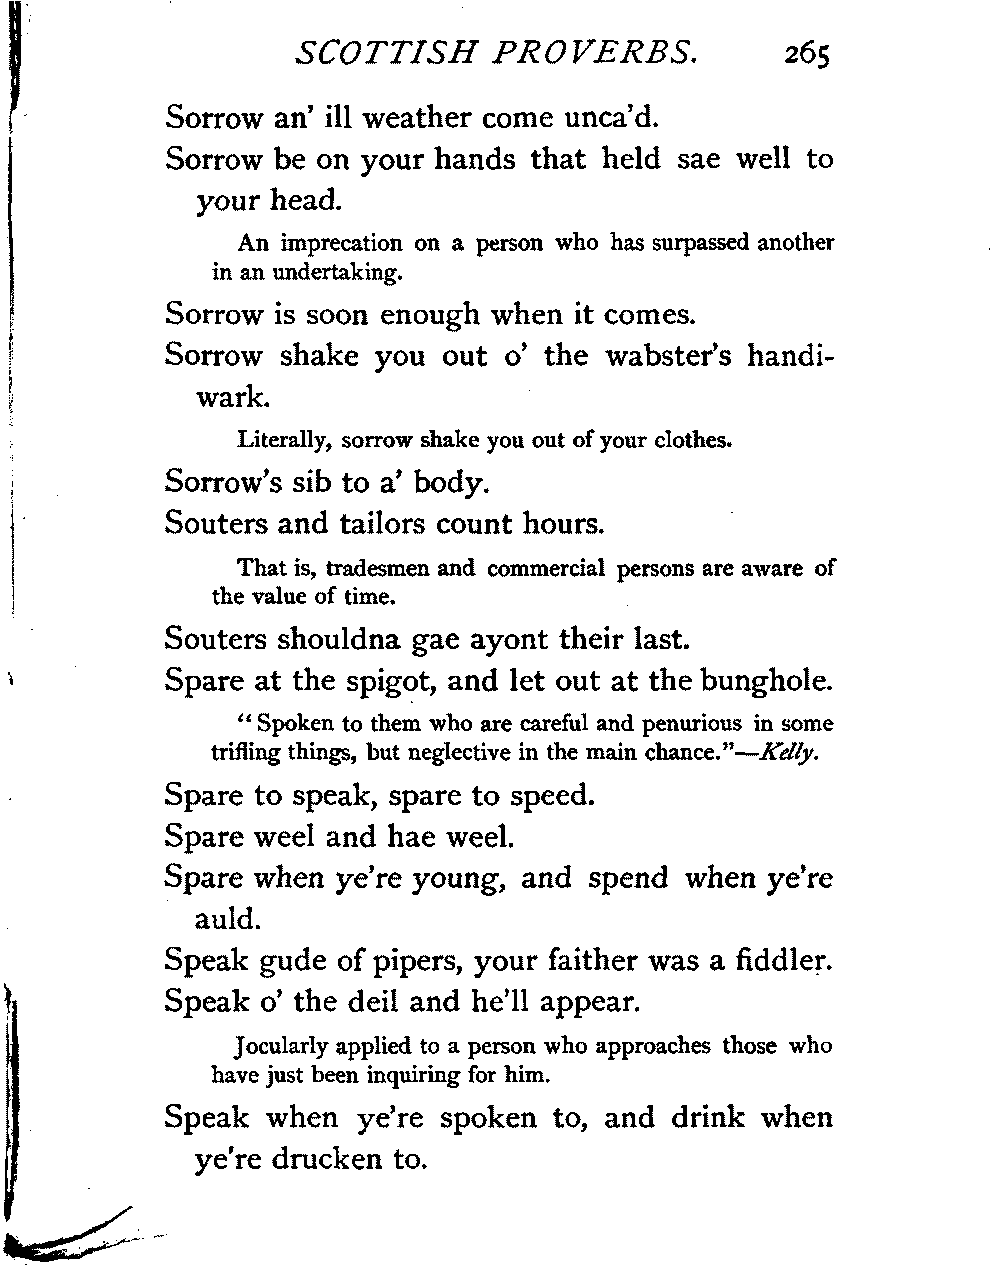 SCOTTISH PROVERBS. 265
Sorrow an' ill weather come unca'd.
Sorrow be on your hands that held sae well to
your head.
An imprecation on a person who has surpassed another
in an undertaking.
Sorrow is soon enough when it comes.
Sorrow shake you out o' the wabster's handi-
wark.
Literally, sorrow shake you out of your clothes.
Sorrow's sib to a' body.
Souters and tailors count hours.
That is, tradesmen and commercial persons are aware of
the value of time.
Souters shouldna gae ayont their last.
Spare at the spigot, and let out at the bunghole.
"Spoken to them who are careful and penurious in some
trifling things, but neglective in the main chance."—Kelly.
Spare to speak, spare to speed.
Spare weel and hae weel.
Spare when ye're young, and spend when ye're
auld.
Speak gude of pipers, your faither was a fiddler.
Speak o' the deil and he'll appear.
Jocularly applied to a person who approaches those who
have just been inquiring for him.
Speak when ye're spoken to, and drink when
ye're drucken to.